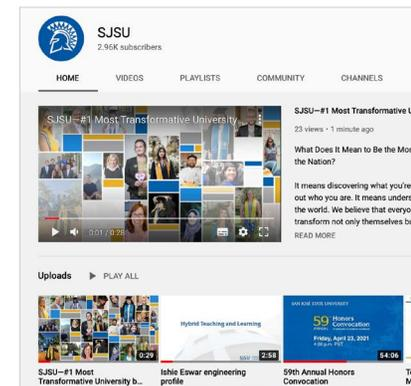 SJSU
2.96K subscribers
HOME VIDEOS PLAYLISTS COMMUNITY CHANNELS
SJSU—#1 Most Transformative University
0:01 / 0:28
SJSU—#1 Most Transformative U
23 views • 1 minute ago
What Does It Mean to Be the Mo
the Nation?
It means discovering what you're
out who you are. It means unders
the world. We believe that everyo
transform not only themselves b
READ MORE
Uploads PLAY ALL
0:29
Hybrid Teaching and Learning
2:58
SAN JOSÉ STATE UNIVERSITY
59 Honors
Convocation
Friday, April 23, 2021
54:06
SJSU—#1 Most
Transformative University b...
Ishie Eswar engineering
profile
59th Annual Honors
Convocation